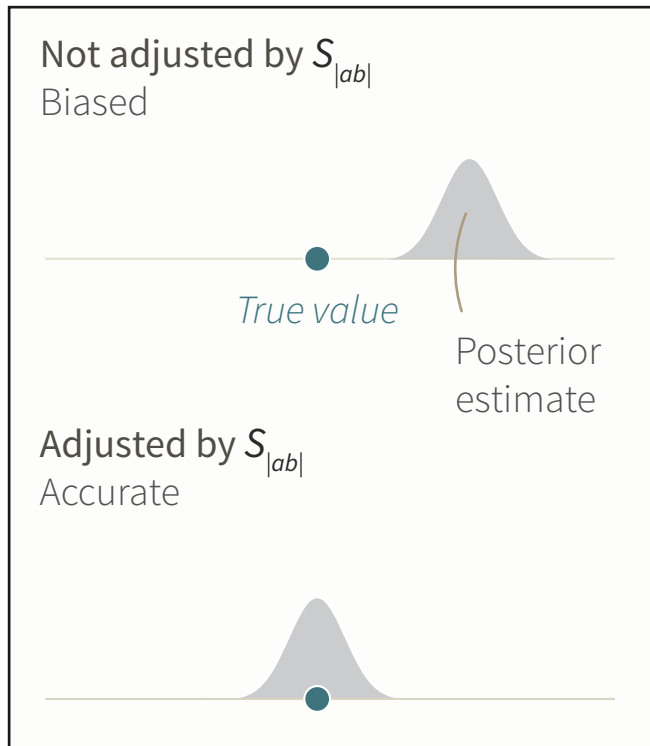 Not adjusted by S|ab|
Biased
True value
Posterior
estimate
Adjusted by S|ab|
Accurate